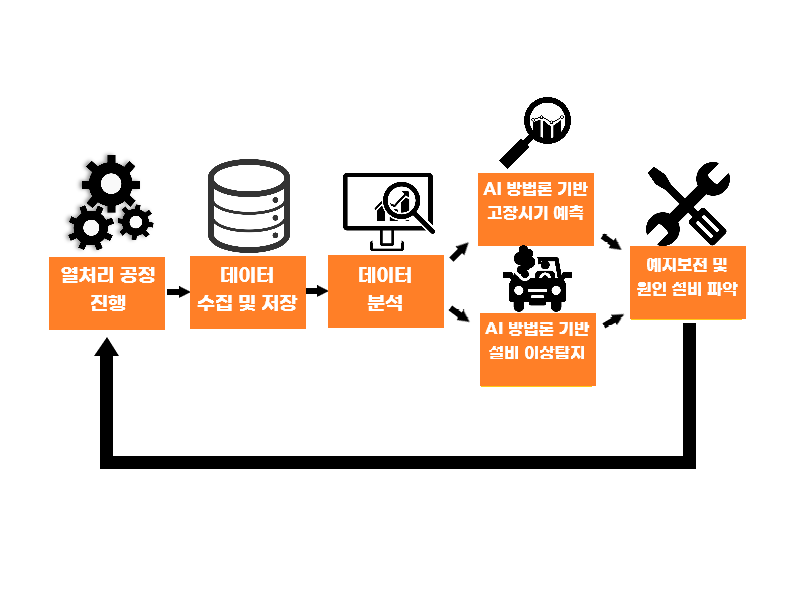 열처리 공정
진행
데이터
수집 및 저장
데이터
분석
AI 방법론 기반
고장시기 예측
AI 방법론 기반
설비 이상탐지
예지보전 및
원인 설비 파악